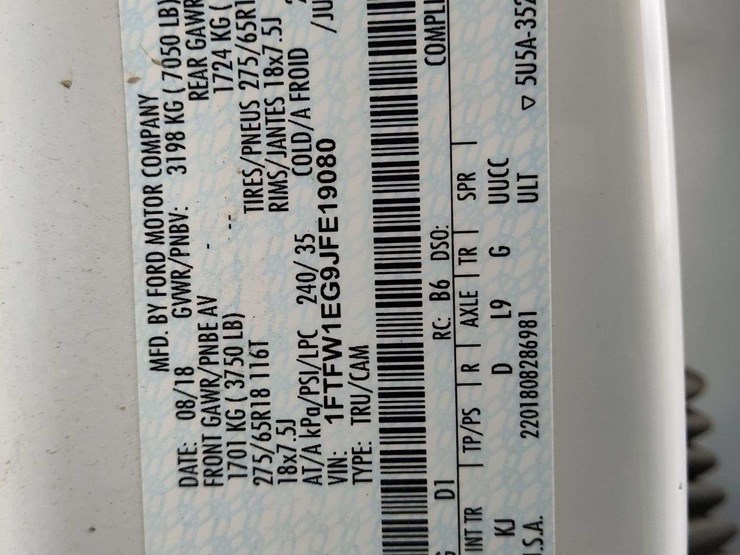 MFD. BY FORD MOTOR COMPANY
DATE: 08/18 GVWR/PNBV: 3198 KG ( 7050 LB)
FRONT GAWR/PNBE AV - REAR GAWR
1701 KG ( 3750 LB) -- 1724 KG (
275/65R18 116T TIRES/PNEUS 275/65R1
18x7.5J RIMS/JANTES 18x7.5J
AT/A kPa/PSI/LPC 240/ 35 COLD/A FROID 2
VIN: 1FTFW1EG9JFE19080 /JU
TYPE: TRU/CAM
G D1 RC: B6 DSO: COMPL
INT TR TP/PS R AXLE TR SPR
KJ D L9 G UUCC
.S.A. 2201808286981 ULT ▽ 5U5A-352